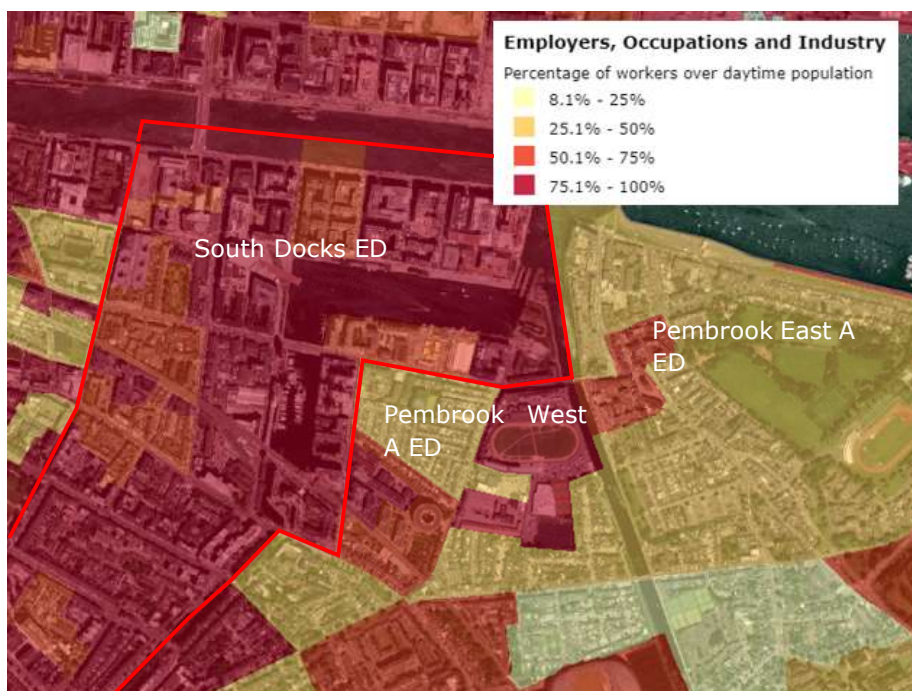 Employers, Occupations and Industry
Percentage of workers over daytime population
8.1% - 25%
25.1% - 50%
50.1% - 75%
75.1% - 100%
South Docks ED
Pembrook East A
ED
Pembrook West
A ED